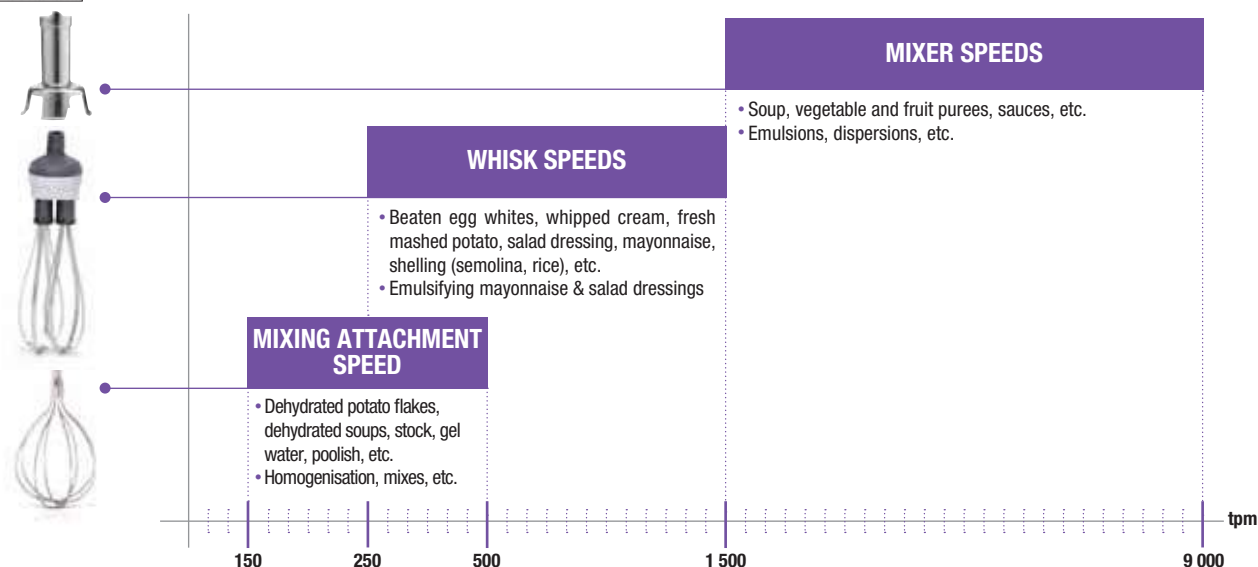 MIXER SPEEDS
• Soup, vegetable and fruit purees, sauces, etc.
• Emulsions, dispersions, etc.
WHISK SPEEDS
• Beaten egg whites, whipped cream, fresh
mashed potato, salad dressing, mayonnaise,
shelling (semolina, rice), etc.
• Emulsifying mayonnaise & salad dressings
MIXING ATTACHMENT
SPEED
• Dehydrated potato flakes,
dehydrated soups, stock, gel
water, poolish, etc.
• Homogenisation, mixes, etc.
tpm
150 250 500 1 500 9 000